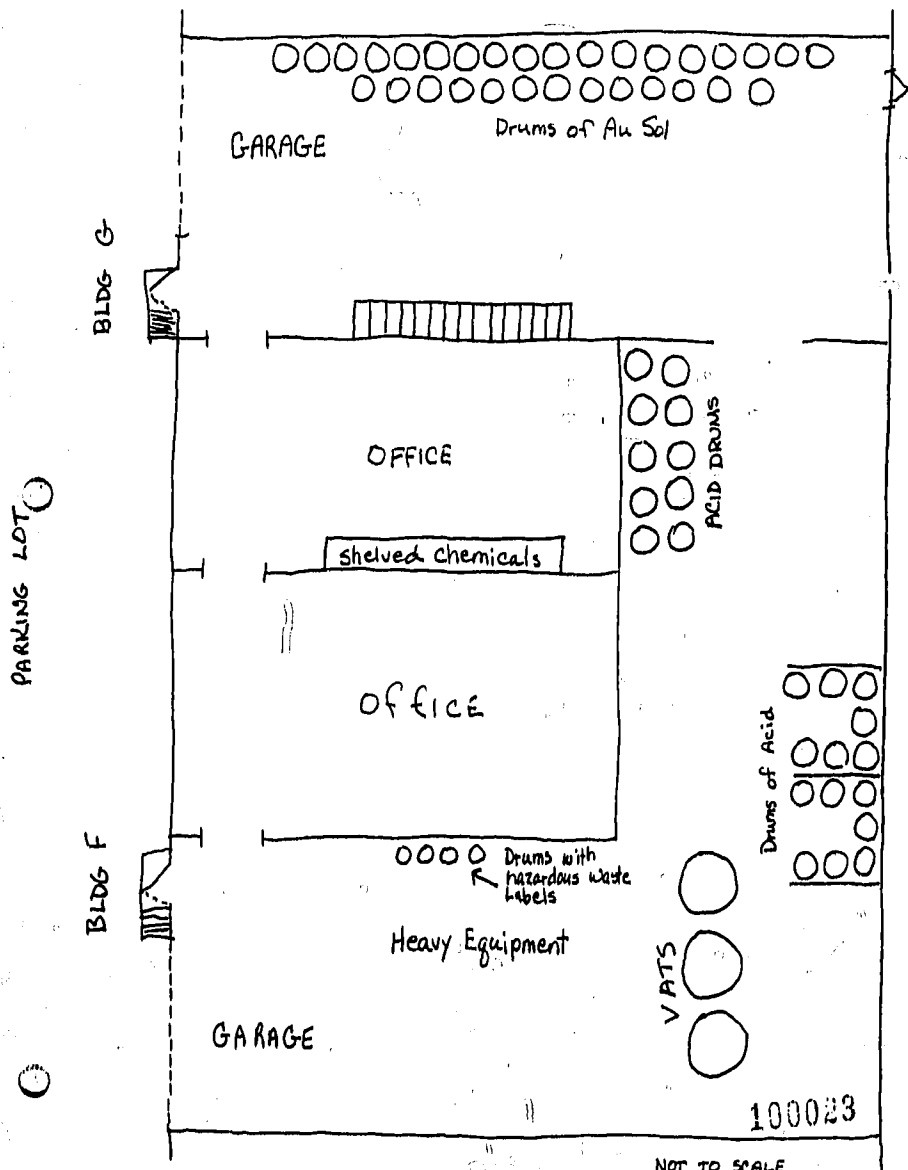 Drums of Au Sol
GARAGE
BLDG G
OFFICE
ACID DRUMS
PARKING LOT
Shelved Chemicals
Office
Drums of Acid
BLDG F
Drums with
hazardous waste
Labels
Heavy Equipment
VATS
GARAGE
100023
NOT TO SCALE